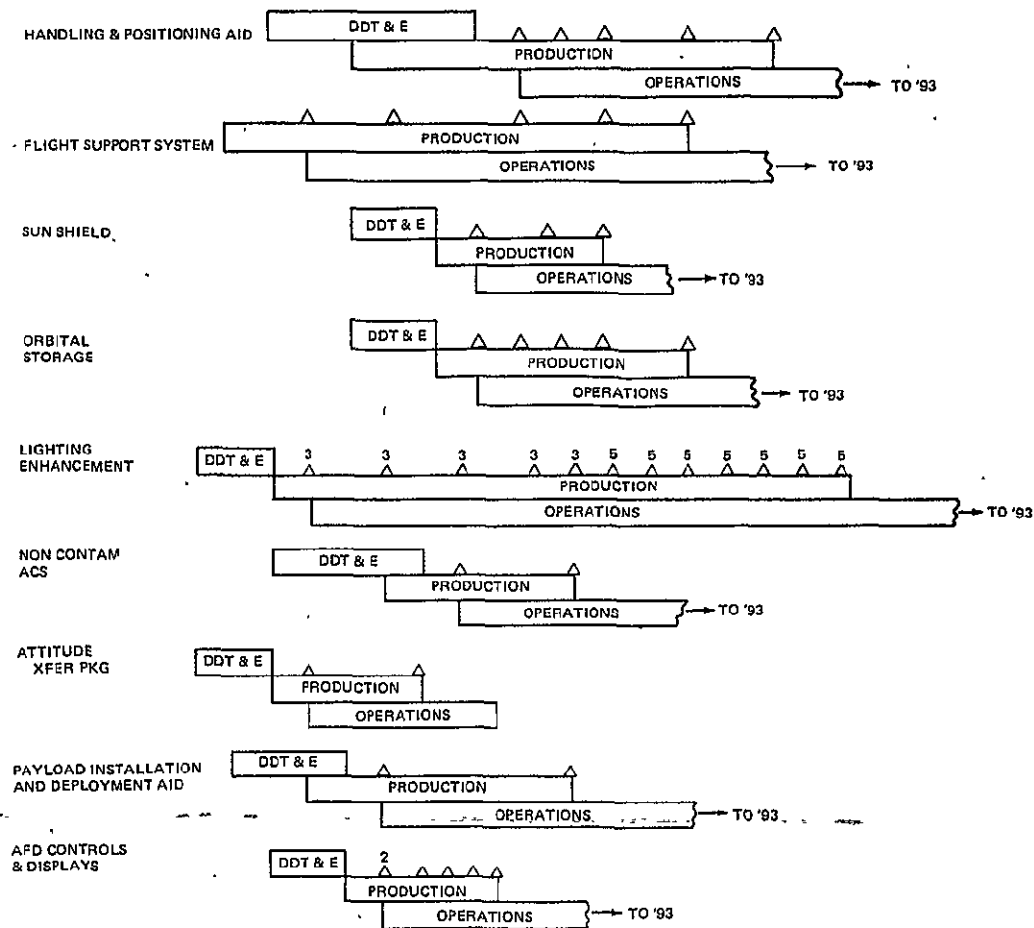 HANDLING & POSITIONING AID
DDT & E
PRODUCTION
OPERATIONS
TO '93
FLIGHT SUPPORT SYSTEM
PRODUCTION
OPERATIONS
TO '93
SUN SHIELD
DDT & E
PRODUCTION
OPERATIONS
TO '93
ORBITAL
STORAGE
DDT & E
PRODUCTION
OPERATIONS
TO '93
LIGHTING
ENHANCEMENT
DDT & E
3 3 3 3 3 5 5 5 5 5 5 5
PRODUCTION
OPERATIONS
TO '93
NON CONTAM
ACS
DDT & E
PRODUCTION
OPERATIONS
TO '93
ATTITUDE
XFER PKG
DDT & E
PRODUCTION
OPERATIONS
PAYLOAD INSTALLATION
AND DEPLOYMENT AID
DDT & E
PRODUCTION
OPERATIONS
TO '93
AFD CONTROLS
& DISPLAYS
DDT & E
2
PRODUCTION
OPERATIONS
TO '93